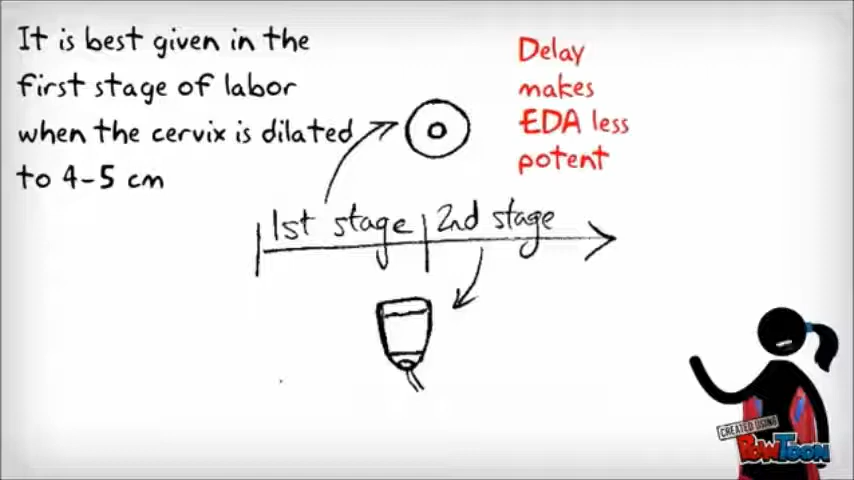 It is best given in the
first stage of labor
when the cervix is dilated
to 4-5 cm
Delay
makes
EDA less
potent
1st stage
2nd stage
CREATED USING
POWTOON